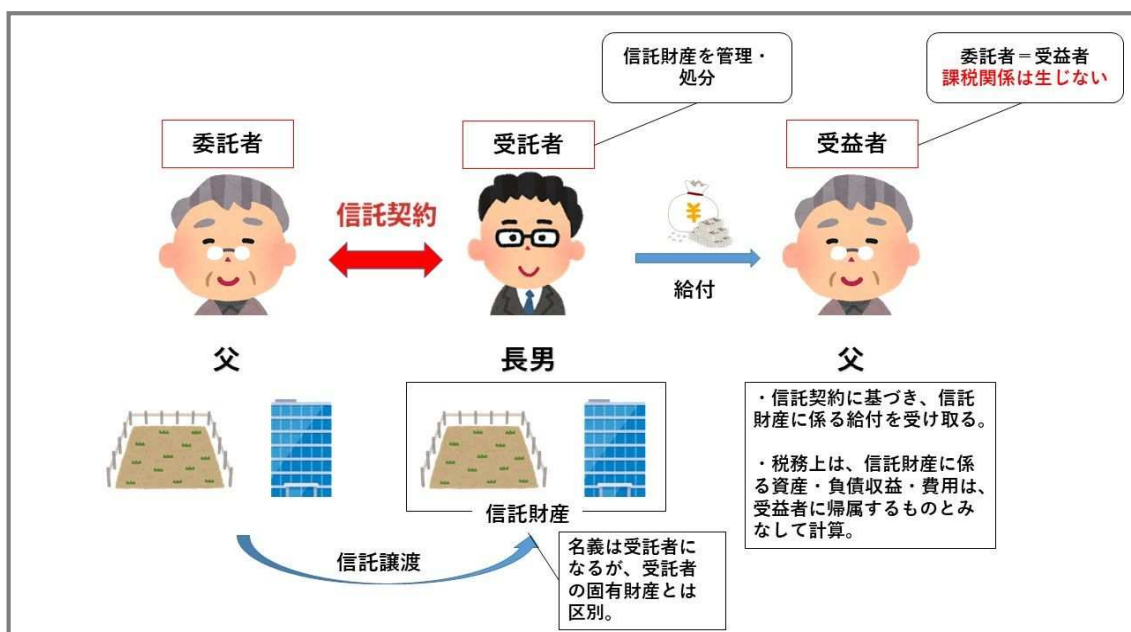 信託財産を管理・
処分
委託者＝受益者
課税関係は生じない
委託者
受託者
受益者
信託契約
¥
給付
父
長男
父
信託財産
信託譲渡
名義は受託者に
なるが、受託者
の固有財産とは
区別。
・信託契約に基づき、信託
財産に係る給付を受け取る。
・税務上は、信託財産に係
る資産・負債収益・費用は、
受益者に帰属するものとみ
なして計算。